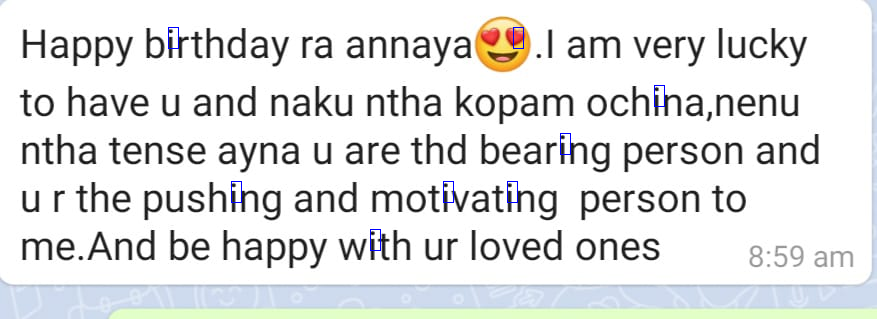 Happy birthday ra annaya😍.I am very lucky
to have u and naku ntha kopam ochina,nenu
ntha tense ayna u are thd bearing person and
u r the pushing and motivating  person to
me.And be happy with ur loved ones
8:59 am